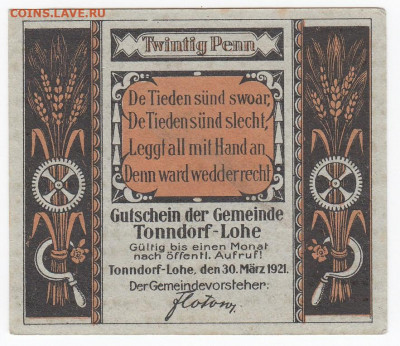 COINS.LAVE.RU
Twintig Penn
De Tieden sünd swoar,
De Tieden sünd slecht,
Leggt all mit Hand an,
Denn ward wedder recht
Gutschein der Gemeinde
Tonndorf-Lohe
Gültig bis einen Monat
nach öffentl. Aufruf!
Tonndorf-Lohe, den 30. März 1921.
Der Gemeindevorsteher: